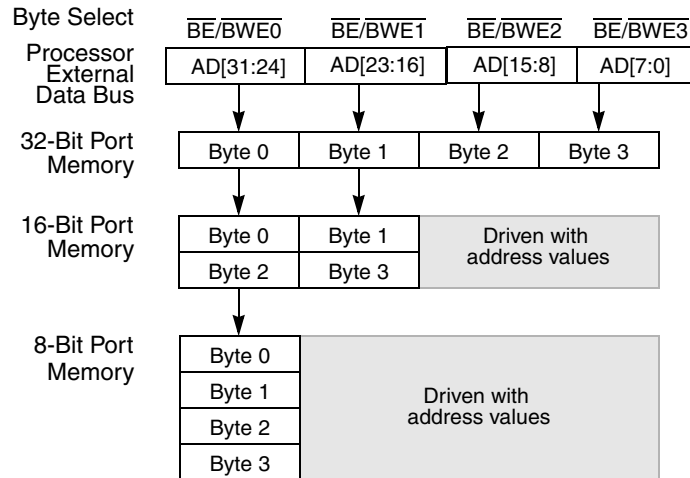 Byte Select BE/BWE0 BE/BWE1 BE/BWE2 BE/BWE3
Processor
External
Data Bus
AD[31:24] AD[23:16] AD[15:8] AD[7:0]
32-Bit Port
Memory
Byte 0 Byte 1 Byte 2 Byte 3
16-Bit Port
Memory
Byte 0 Byte 1
Byte 2 Byte 3
Driven with
address values
8-Bit Port
Memory
Byte 0
Byte 1
Byte 2
Byte 3
Driven with
address values